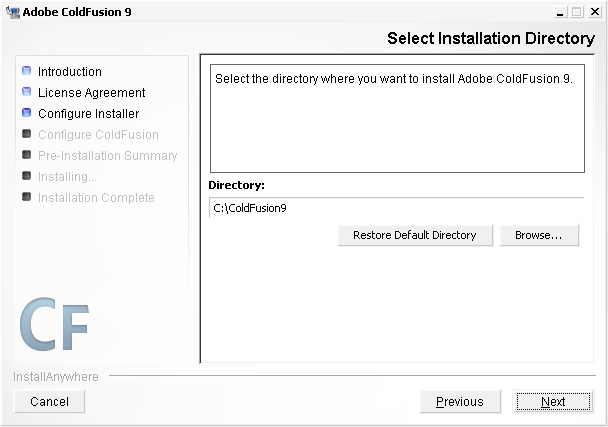 Adobe ColdFusion 9
Select Installation Directory
Introduction
License Agreement
Configure Installer
Configure ColdFusion
Pre-Installation Summary
Installing...
Installation Complete
Select the directory where you want to install Adobe ColdFusion 9.
Directory:
C:\ColdFusion9
Restore Default Directory
Browse...
CF
InstallAnywhere
Cancel
Previous
Next